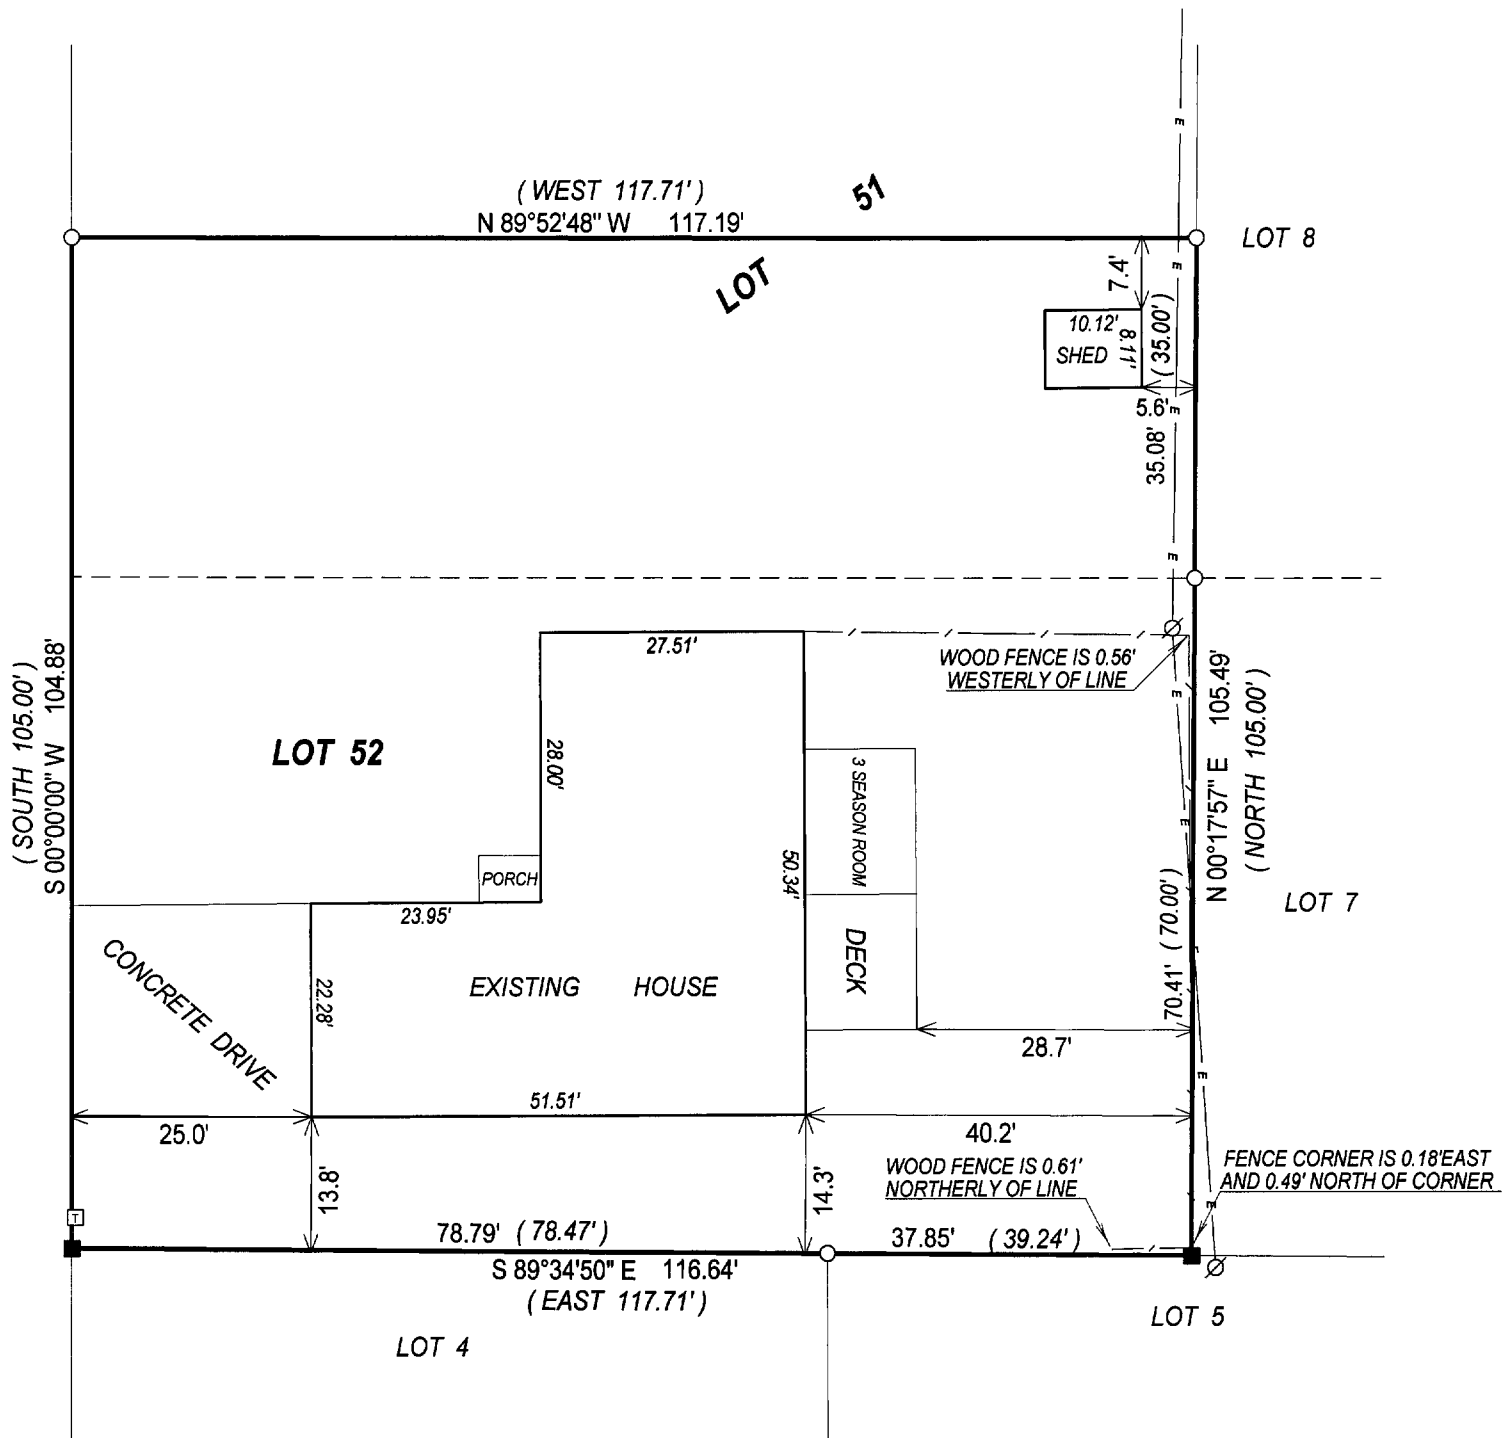 ( WEST 117.71' )
N 89°52'48" W 117.19'
51
LOT
LOT 8
7.4'
10.12'
SHED
8.11'
( 35.00' )
5.6'
35.08'
E
E
E
E
27.51'
WOOD FENCE IS 0.56'
WESTERLY OF LINE
E
( SOUTH 105.00' )
S 00°00'00" W 104.88'
LOT 52
28.00'
3 SEASON ROOM
50.34'
E
N 00°17'57" E 105.49'
( NORTH 105.00' )
PORCH
23.95'
LOT 7
CONCRETE DRIVE
22.28'
EXISTING HOUSE
DECK
70.41' ( 70.00' )
28.7'
E
51.51'
25.0'
40.2'
13.8'
14.3'
WOOD FENCE IS 0.61'
NORTHERLY OF LINE
FENCE CORNER IS 0.18'EAST
AND 0.49' NORTH OF CORNER
E
T
78.79' ( 78.47' )
37.85' ( 39.24' )
S 89°34'50" E 116.64'
( EAST 117.71' )
LOT 5
LOT 4